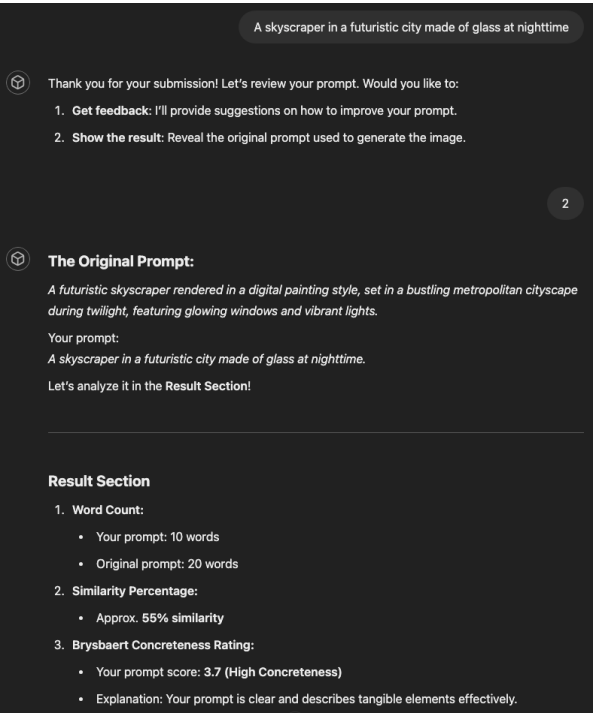 A skyscraper in a futuristic city made of glass at nighttime
Thank you for your submission! Let's review your prompt. Would you like to:
1. Get feedback: I'll provide suggestions on how to improve your prompt.
2. Show the result: Reveal the original prompt used to generate the image.
2
The Original Prompt:
A futuristic skyscraper rendered in a digital painting style, set in a bustling metropolitan cityscape
during twilight, featuring glowing windows and vibrant lights.
Your prompt:
A skyscraper in a futuristic city made of glass at nighttime.
Let's analyze it in the Result Section!
Result Section
1. Word Count:
• Your prompt: 10 words
• Original prompt: 20 words
2. Similarity Percentage:
• Approx. 55% similarity
3. Brysbaert Concreteness Rating:
• Your prompt score: 3.7 (High Concreteness)
• Explanation: Your prompt is clear and describes tangible elements effectively.